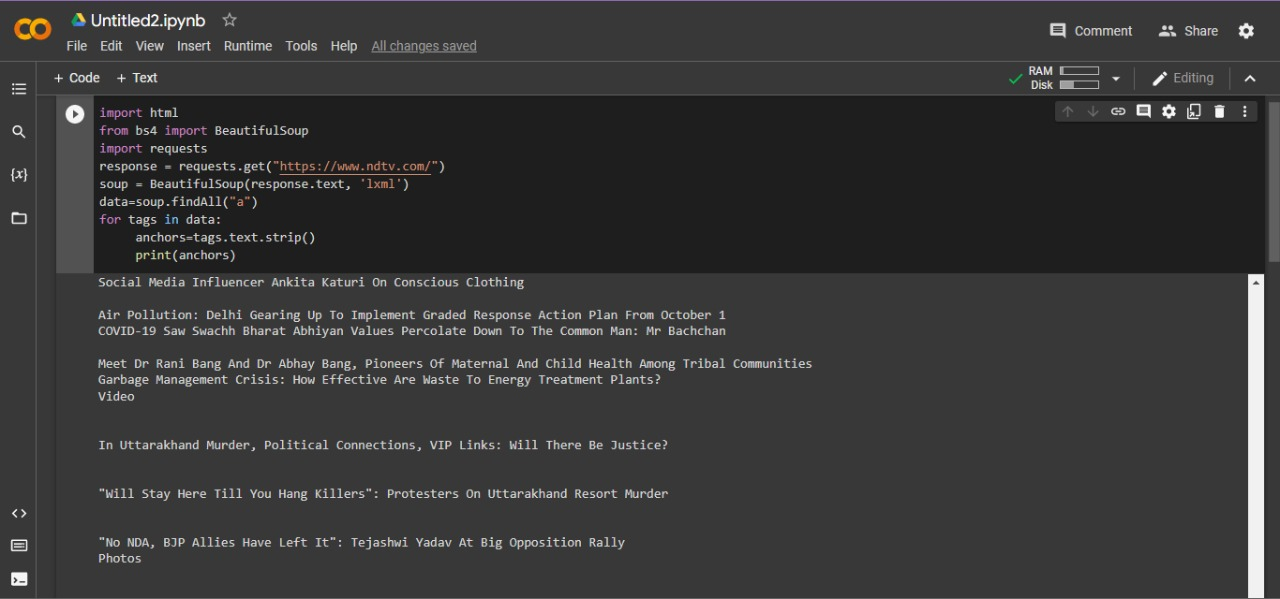 Untitled2.ipynb
Comment
Share
File Edit View Insert Runtime Tools Help All changes saved
+ Code + Text
RAM
Disk
Editing
{x}
import html
from bs4 import BeautifulSoup
import requests
response = requests.get("https://www.ndtv.com/")
soup = BeautifulSoup(response.text, 'lxml')
data=soup.findAll("a")
for tags in data:
     anchors=tags.text.strip()
     print(anchors)
Social Media Influencer Ankita Katuri On Conscious Clothing
Air Pollution: Delhi Gearing Up To Implement Graded Response Action Plan From October 1
COVID-19 Saw Swachh Bharat Abhiyan Values Percolate Down To The Common Man: Mr Bachchan
Meet Dr Rani Bang And Dr Abhay Bang, Pioneers Of Maternal And Child Health Among Tribal Communities
Garbage Management Crisis: How Effective Are Waste To Energy Treatment Plants?
Video
In Uttarakhand Murder, Political Connections, VIP Links: Will There Be Justice?
"Will Stay Here Till You Hang Killers": Protesters On Uttarakhand Resort Murder
"No NDA, BJP Allies Have Left It": Tejashwi Yadav At Big Opposition Rally
Photos